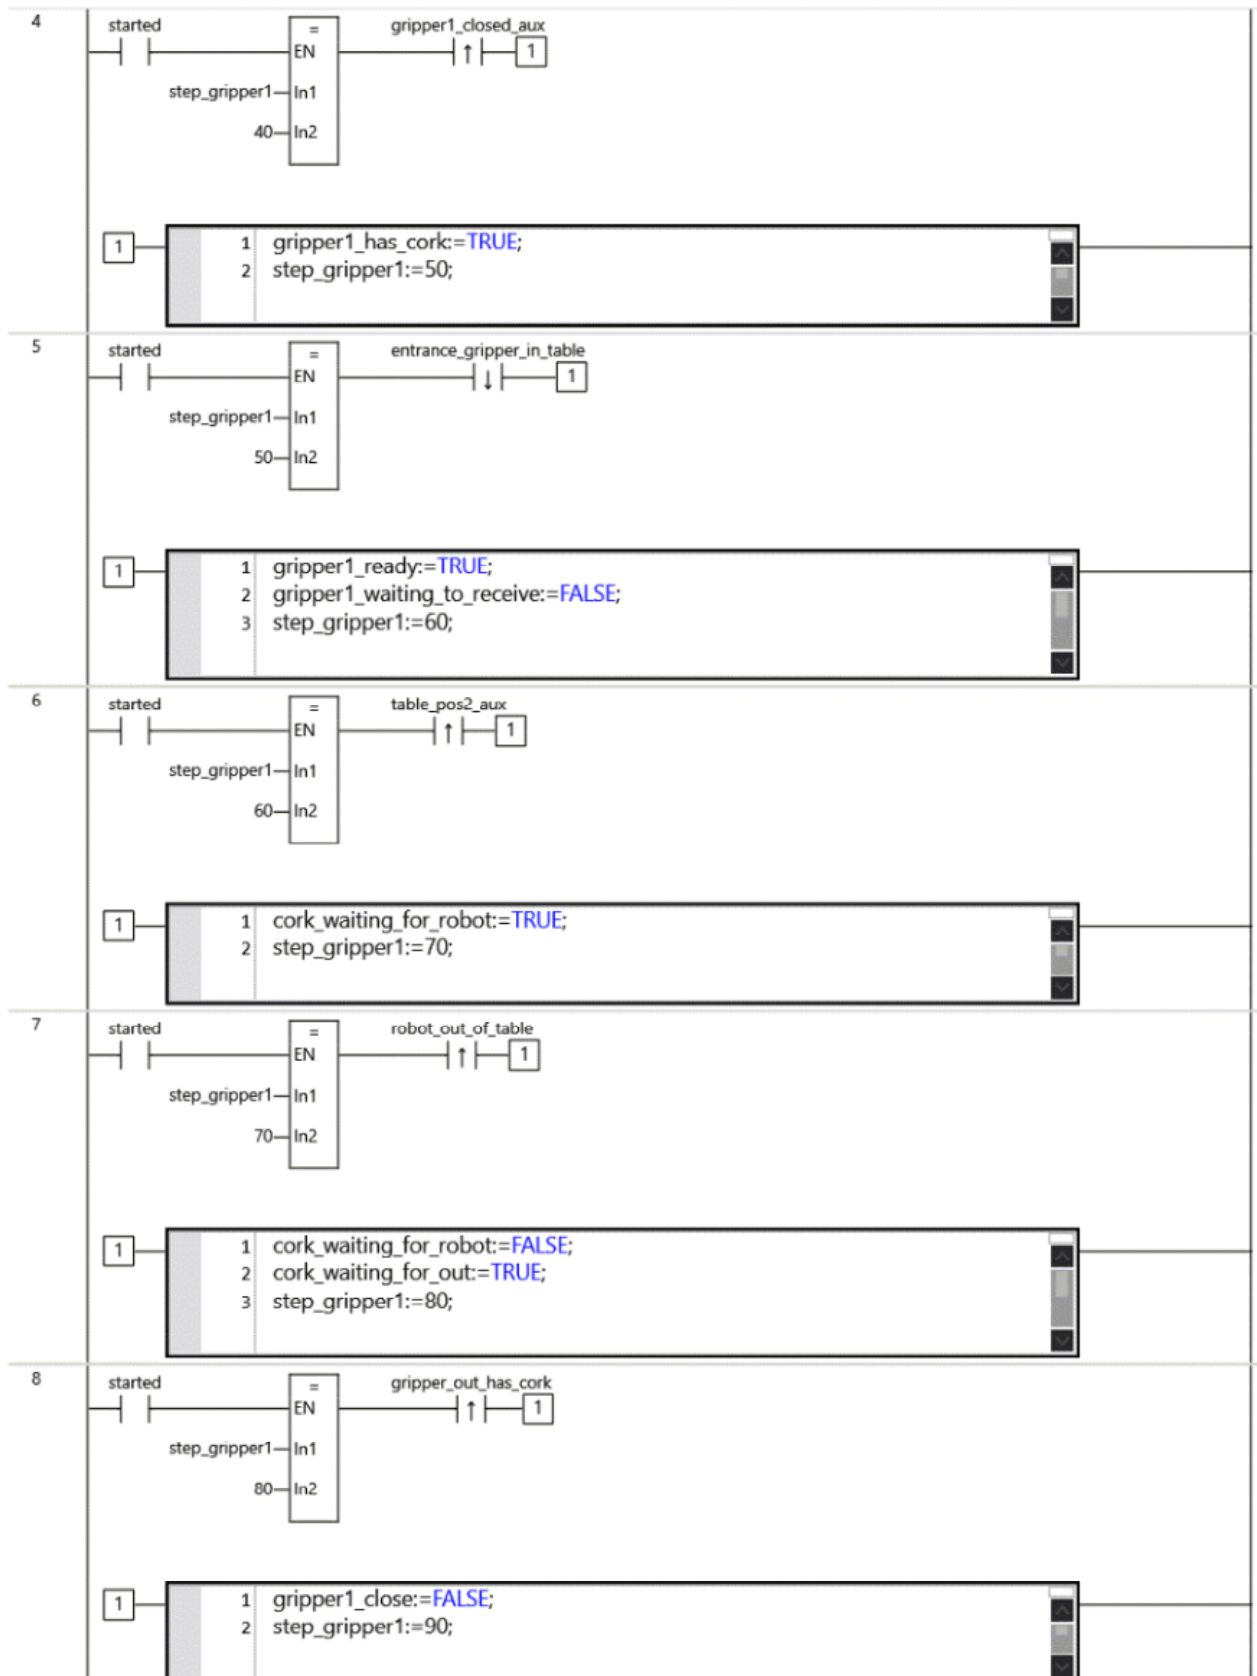 4
started
gripper1_closed_aux
=
EN
↑
1
step_gripper1 In1
40 In2
1
1 gripper1_has_cork:=TRUE;
2 step_gripper1:=50;
5
started
entrance_gripper_in_table
=
EN
↓
1
step_gripper1 In1
50 In2
1
1 gripper1_ready:=TRUE;
2 gripper1_waiting_to_receive:=FALSE;
3 step_gripper1:=60;
6
started
table_pos2_aux
=
EN
↑
1
step_gripper1 In1
60 In2
1
1 cork_waiting_for_robot:=TRUE;
2 step_gripper1:=70;
7
started
robot_out_of_table
=
EN
↑
1
step_gripper1 In1
70 In2
1
1 cork_waiting_for_robot:=FALSE;
2 cork_waiting_for_out:=TRUE;
3 step_gripper1:=80;
8
started
gripper_out_has_cork
=
EN
↑
1
step_gripper1 In1
80 In2
1
1 gripper1_close:=FALSE;
2 step_gripper1:=90;